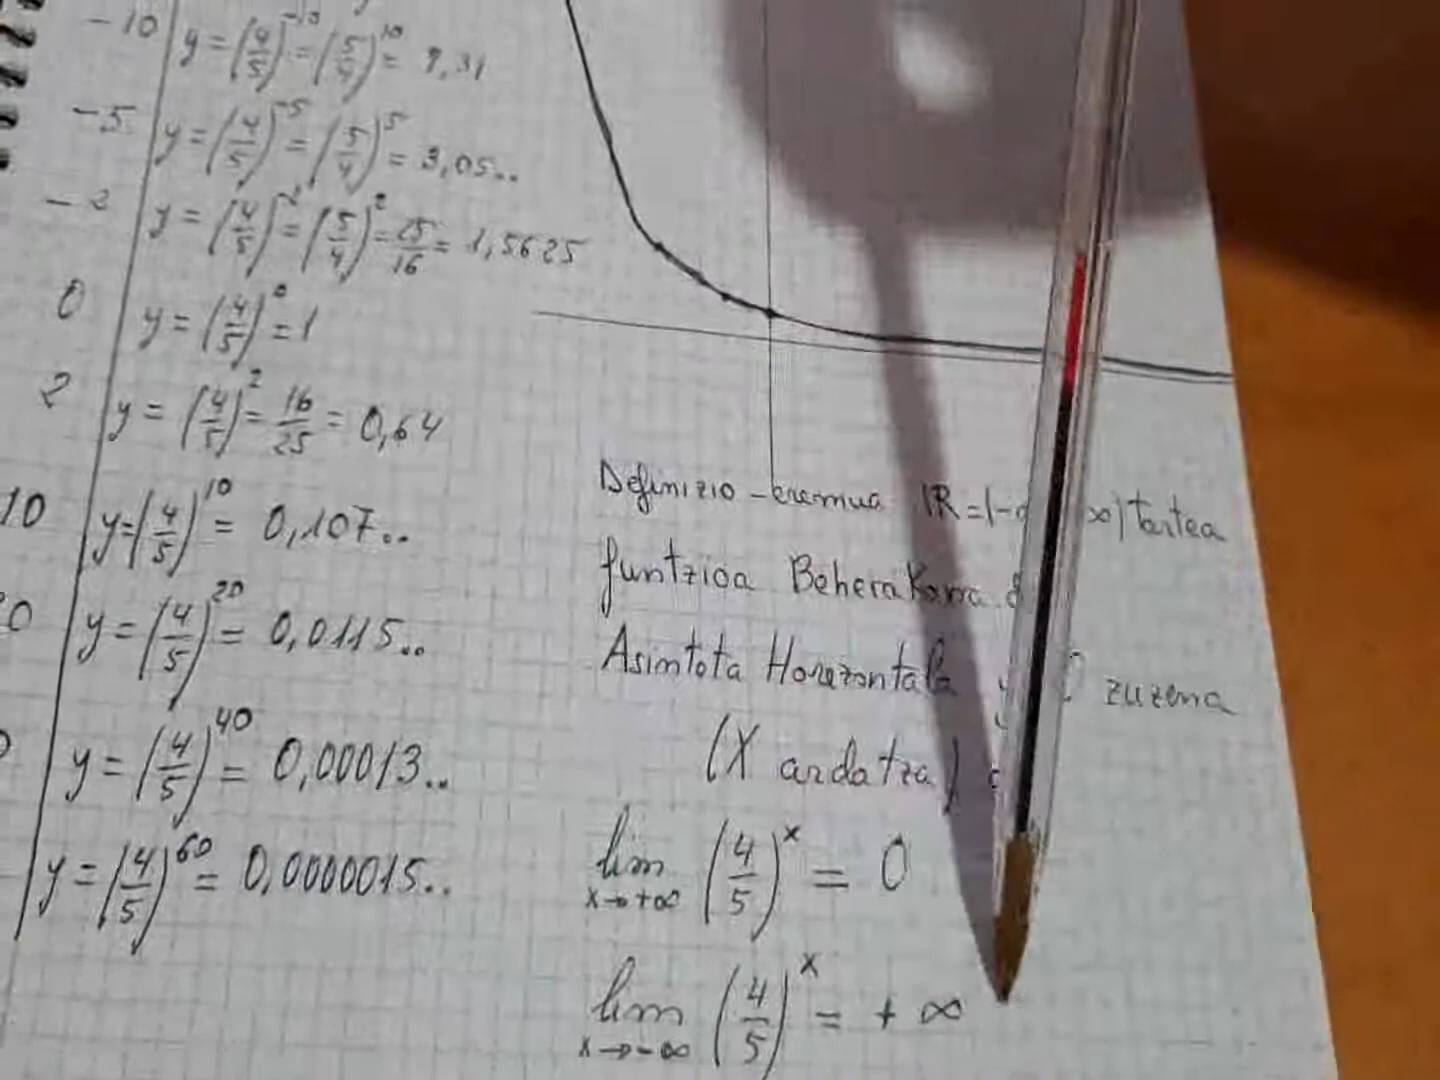 -10 y = (4/5)^-10 = (5/4)^10 = 9,31
-5 y = (4/5)^-5 = (5/4)^5 = 3,05..
-2 y = (4/5)^-2 = (5/4)^2 = 25/16 = 1,5625
0 y = (4/5)^0 = 1
2 y = (4/5)^2 = 16/25 = 0,64
10 y = (4/5)^10 = 0,107..
y = (4/5)^20 = 0,0115..
y = (4/5)^40 = 0,00013..
y = (4/5)^60 = 0,0000015..
Definizio-eremua IR = (- ∞) tartea
funtzioa Beherakorra
Asintota Horizontala zuzena
(X ardatza)
lim x→+∞ (4/5)^x = 0
lim x→-∞ (4/5)^x = + ∞